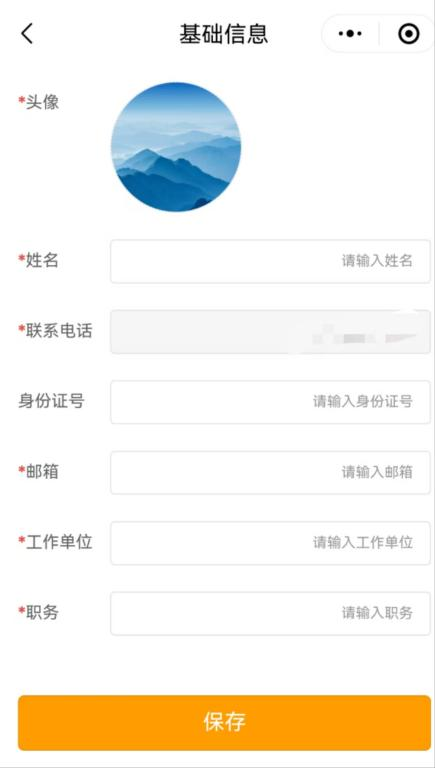 基础信息
*头像
*姓名 请输入姓名
*联系电话
身份证号 请输入身份证号
*邮箱 请输入邮箱
*工作单位 请输入工作单位
*职务 请输入职务
保存